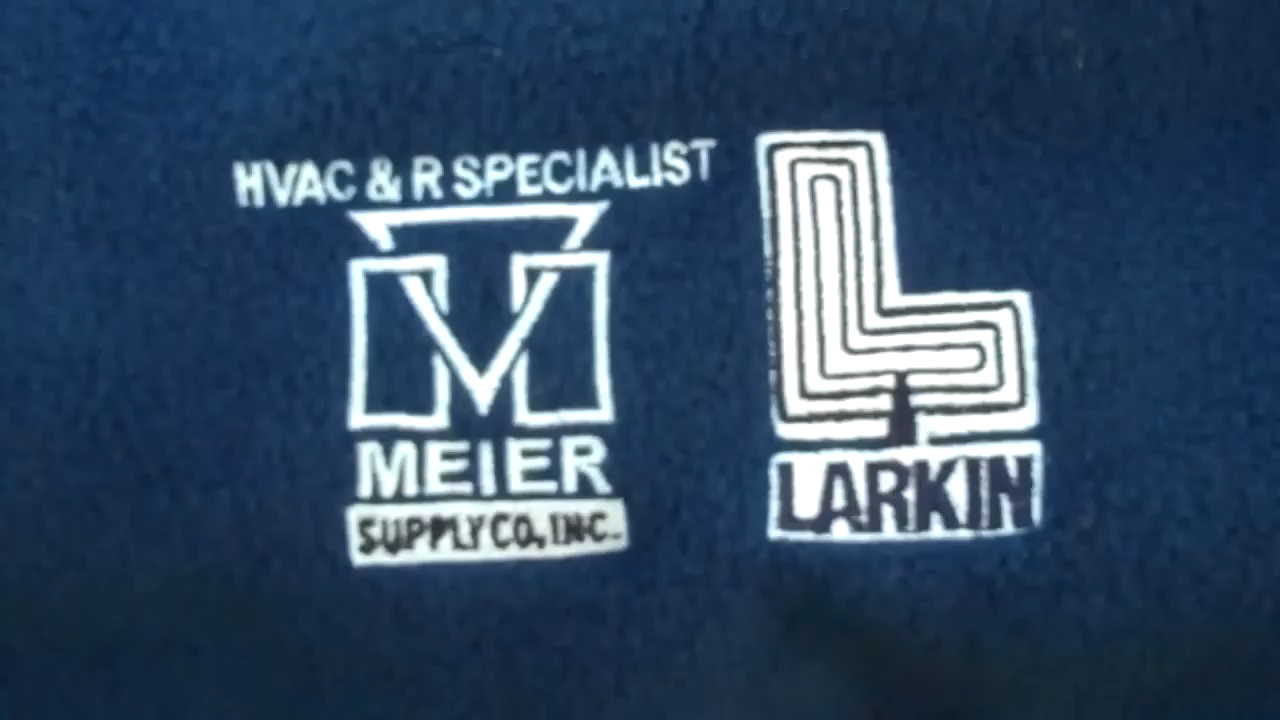 HVAC & R SPECIALIST
MEIER
SUPPLY CO., INC.
LARKIN